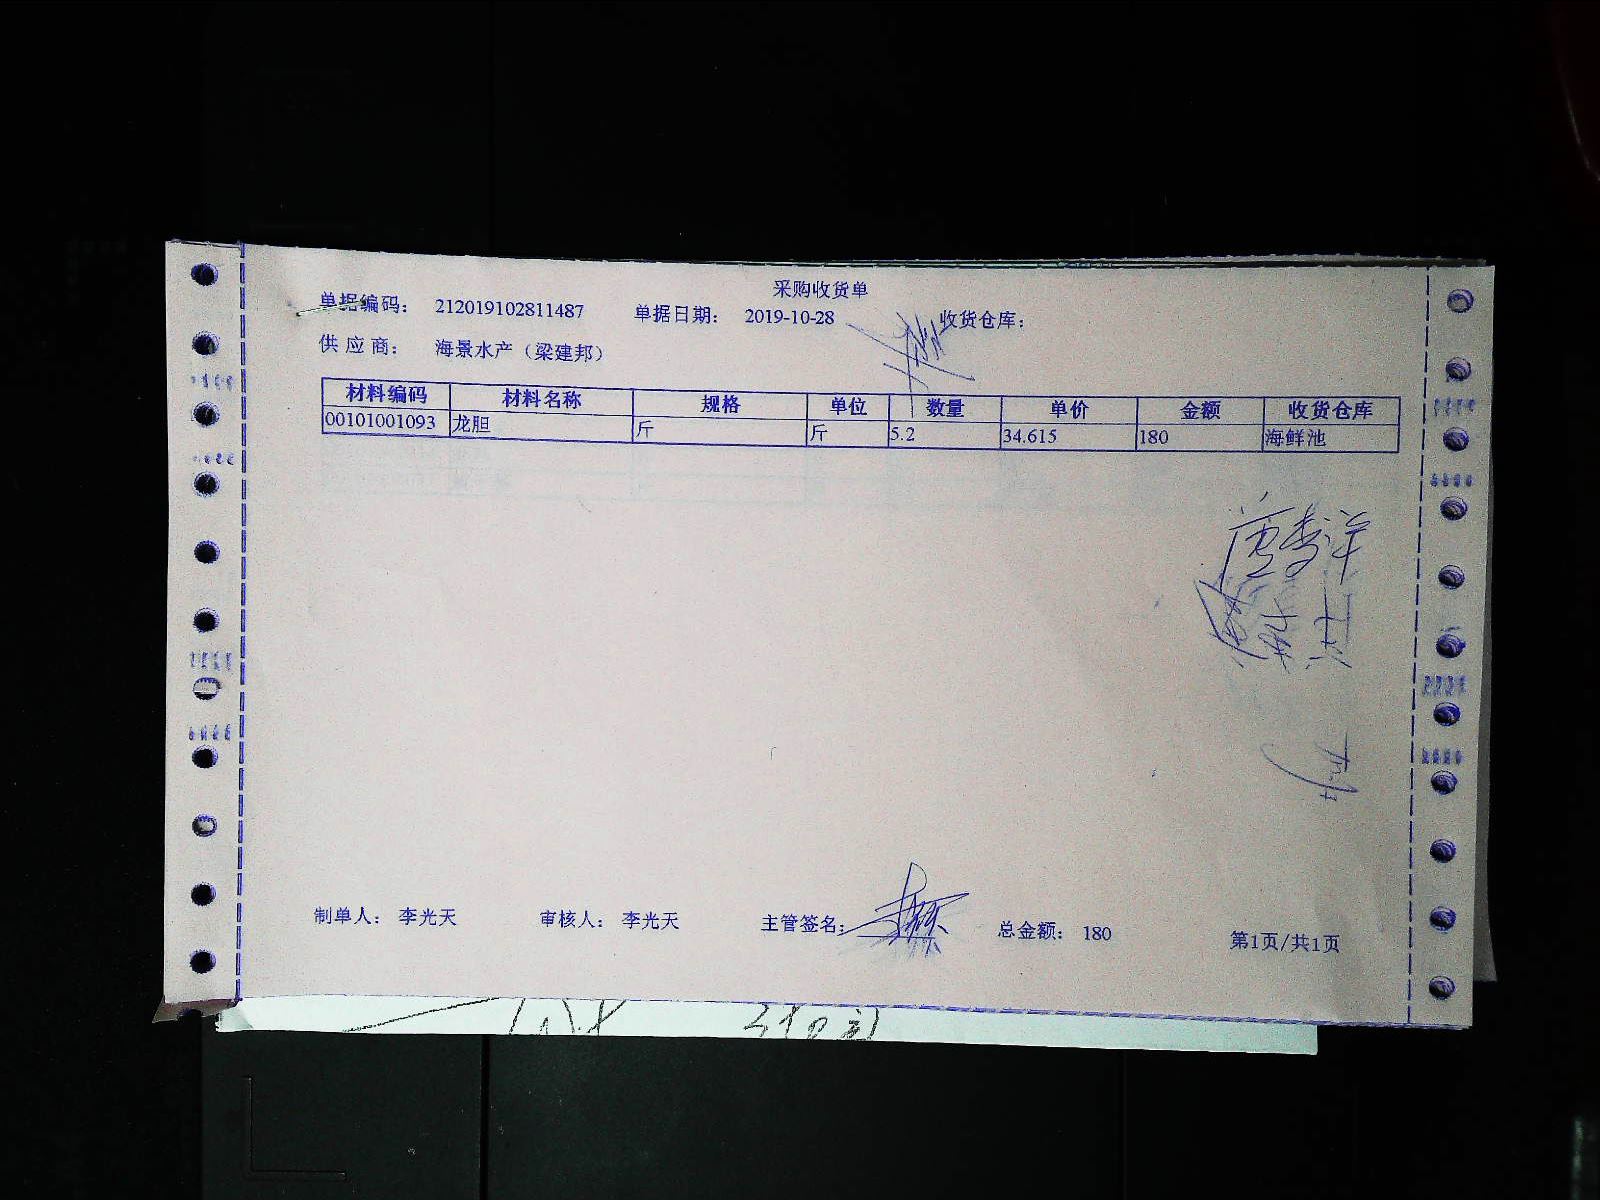 采购收货单
单据编码： 212019102811487 单据日期： 2019-10-28 收货仓库：
供 应 商： 海景水产（梁建邦）
材料编码 材料名称 规格 单位 数量 单价 金额 收货仓库
00101001093 龙胆 斤 斤 5.2 34.615 180 海鲜池
制单人： 李光天 审核人： 李光天 主管签名： 总金额： 180 第1页/共1页